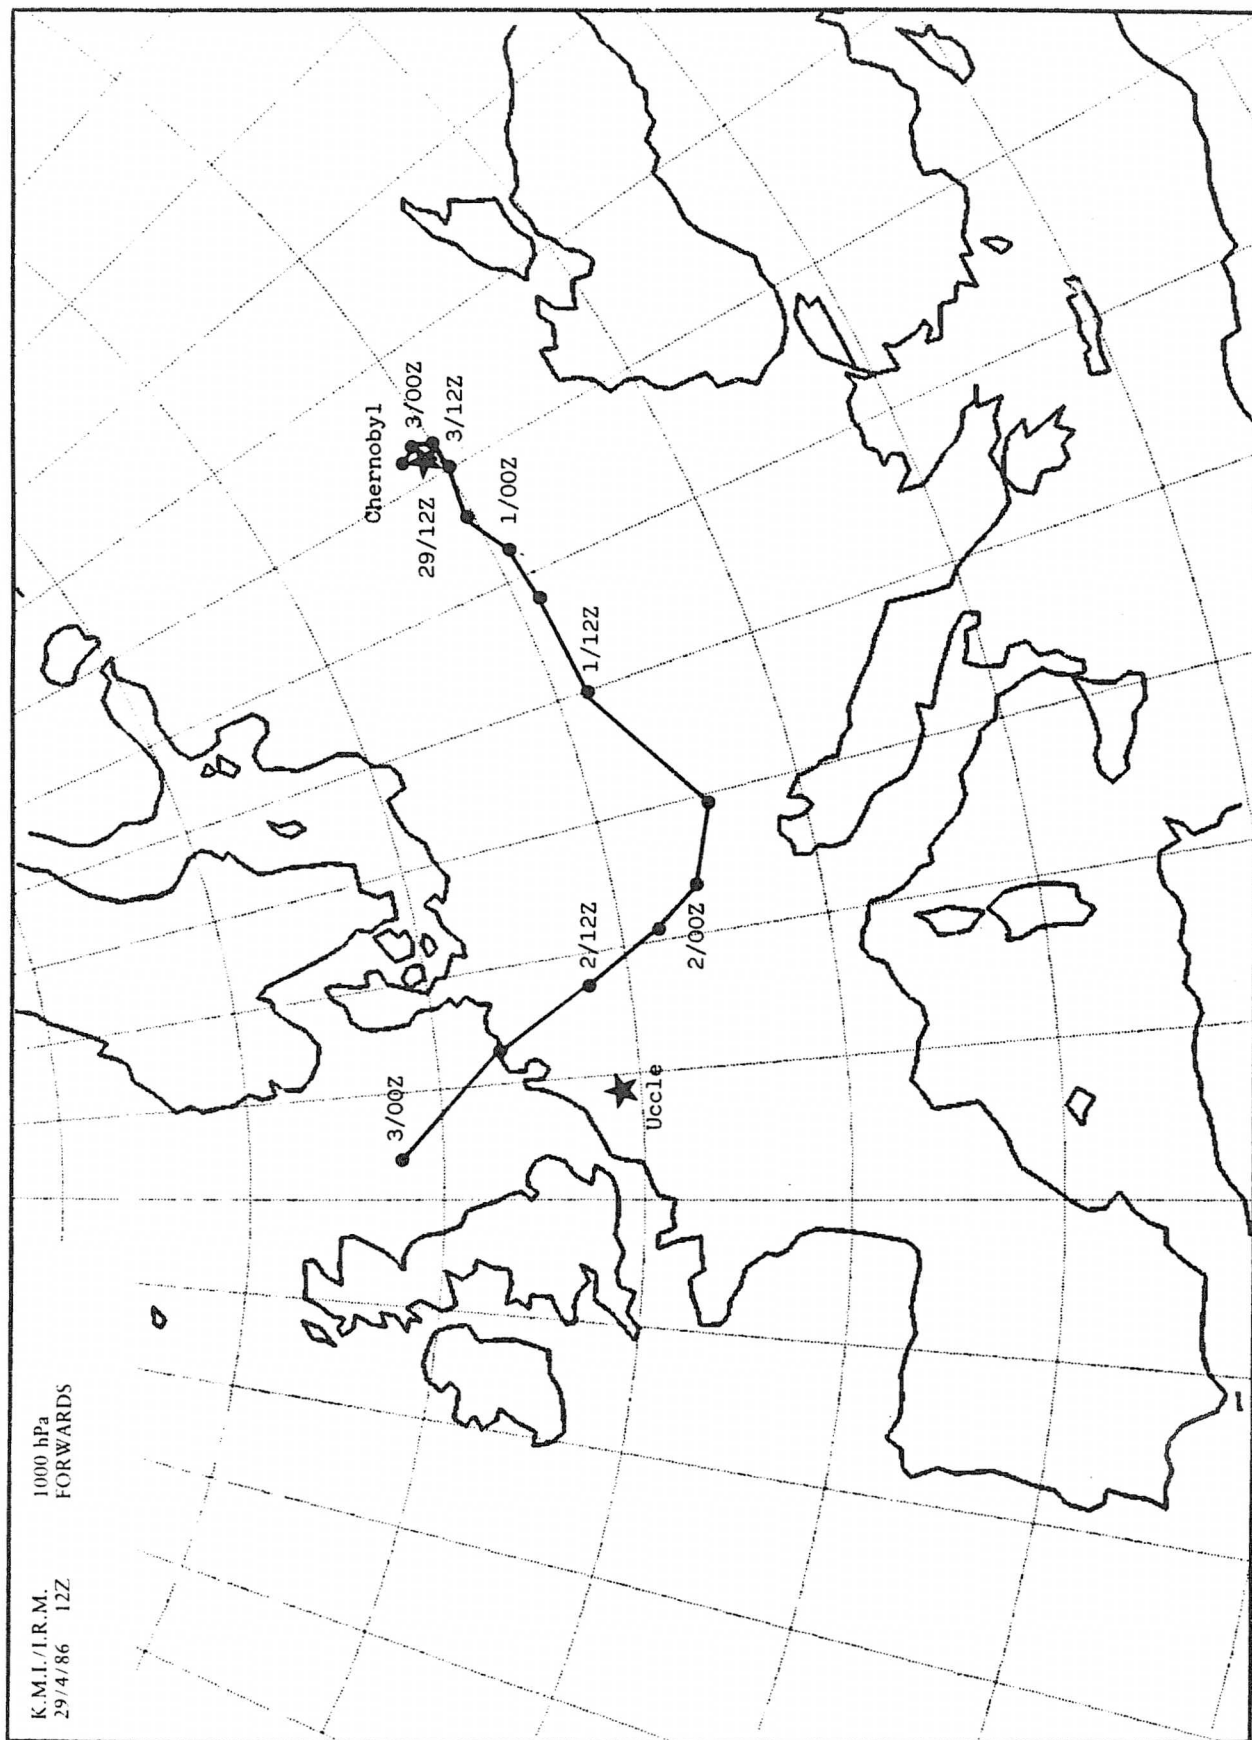 K.M.I./I.R.M.
29/4/86 12Z
1000 hPa
FORWARDS
Chernobyl
3/00Z
3/12Z
29/12Z
1/00Z
1/12Z
2/00Z
2/12Z
3/00Z
Uccle